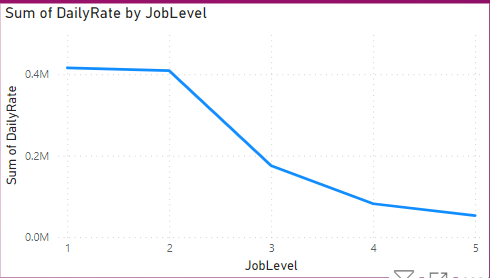 Sum of DailyRate by JobLevel
0.4M
0.2M
0.0M
Sum of DailyRate
1 2 3 4 5
JobLevel